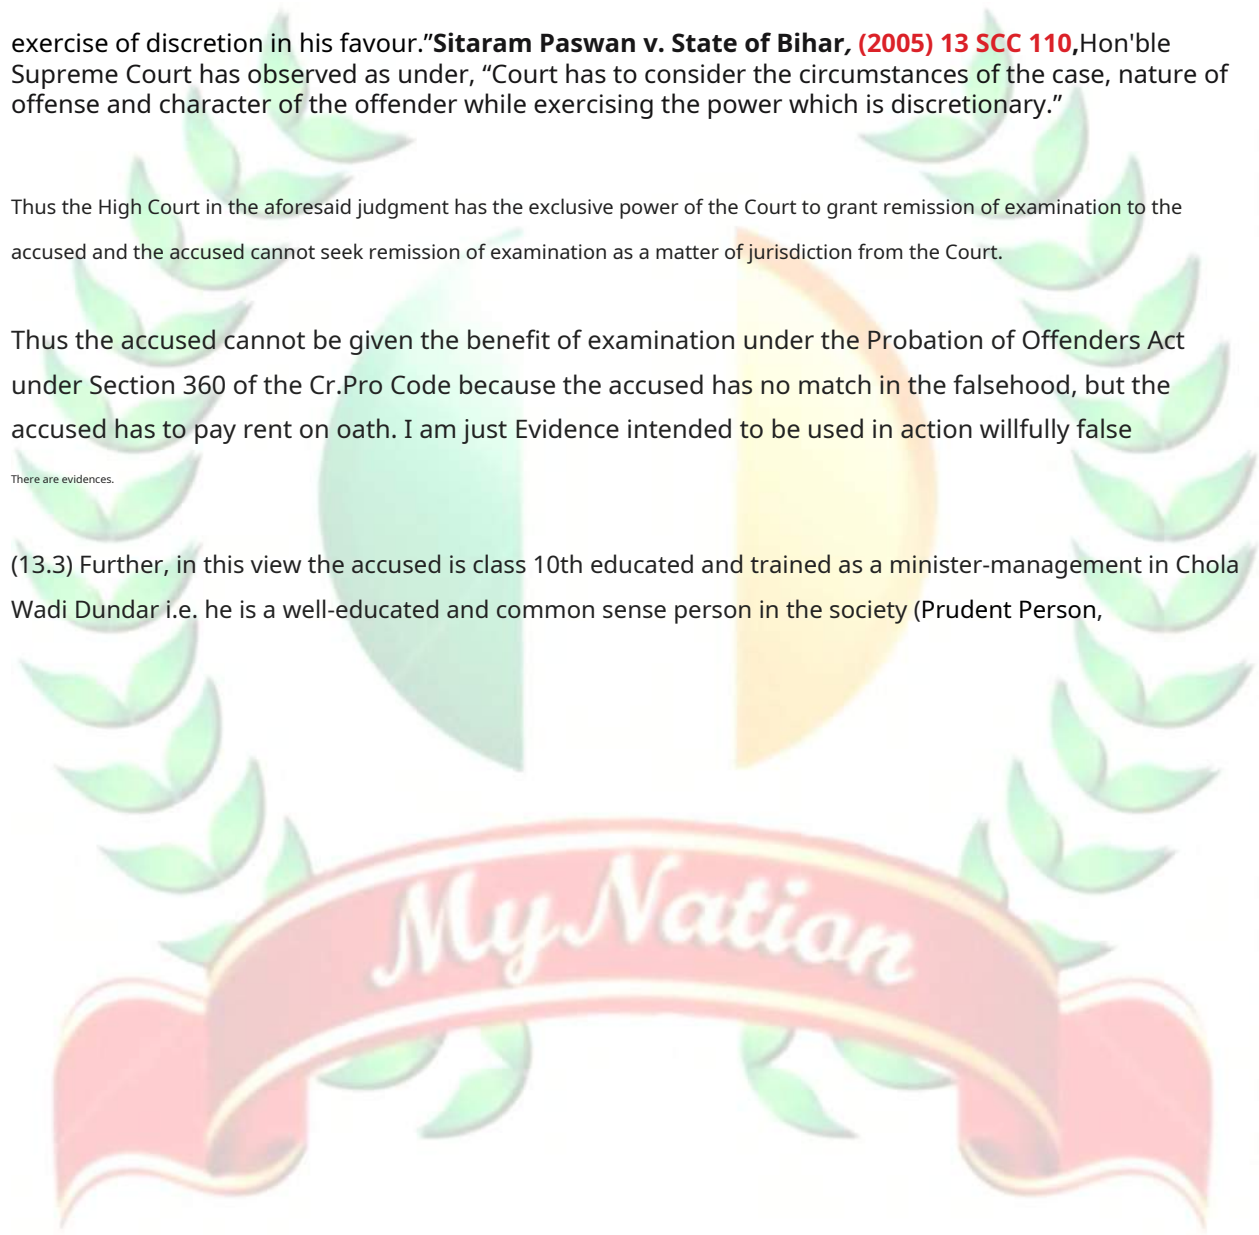 exercise of discretion in his favour.”Sitaram Paswan v. State of Bihar, (2005) 13 SCC 110,Hon'ble
Supreme Court has observed as under, “Court has to consider the circumstances of the case, nature of
offense and character of the offender while exercising the power which is discretionary.”
Thus the High Court in the aforesaid judgment has the exclusive power of the Court to grant remission of examination to the
accused and the accused cannot seek remission of examination as a matter of jurisdiction from the Court.
Thus the accused cannot be given the benefit of examination under the Probation of Offenders Act
under Section 360 of the Cr.Pro Code because the accused has no match in the falsehood, but the
accused has to pay rent on oath. I am just Evidence intended to be used in action willfully false
There are evidences.
(13.3) Further, in this view the accused is class 10th educated and trained as a minister-management in Chola
Wadi Dundar i.e. he is a well-educated and common sense person in the society (Prudent Person,
MyNation